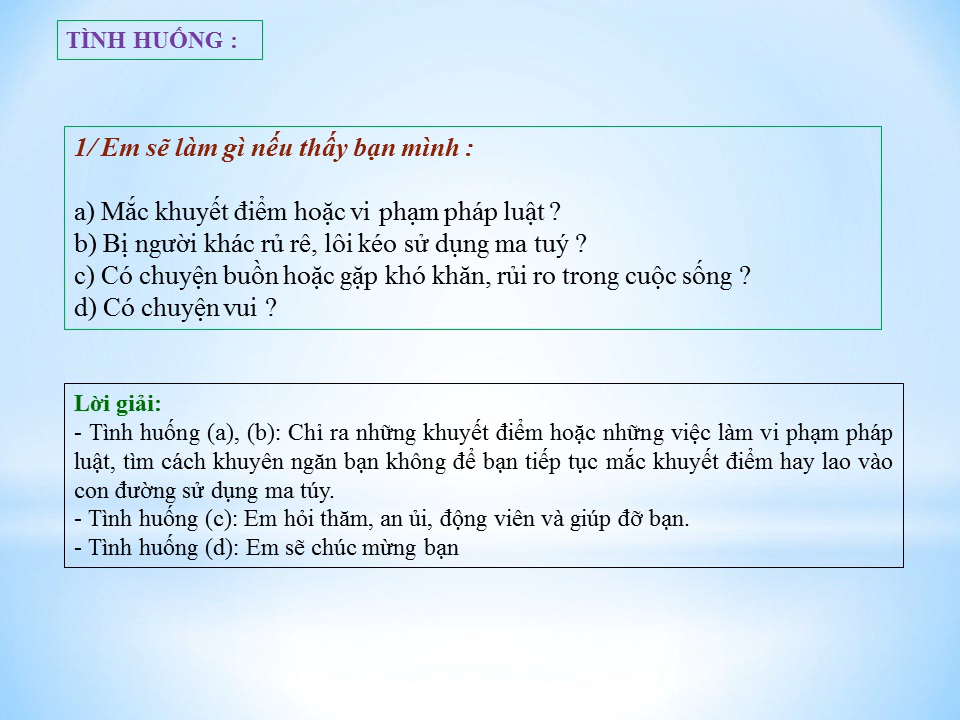 TÌNH HUỐNG :
1/ Em sẽ làm gì nếu thấy bạn mình :
a) Mắc khuyết điểm hoặc vi phạm pháp luật ?
b) Bị người khác rủ rê, lôi kéo sử dụng ma tuý ?
c) Có chuyện buồn hoặc gặp khó khăn, rủi ro trong cuộc sống ?
d) Có chuyện vui ?
Lời giải:
- Tình huống (a), (b): Chỉ ra những khuyết điểm hoặc những việc làm vi phạm pháp
luật, tìm cách khuyên ngăn bạn không để bạn tiếp tục mắc khuyết điểm hay lao vào
con đường sử dụng ma túy.
- Tình huống (c): Em hỏi thăm, an ủi, động viên và giúp đỡ bạn.
- Tình huống (d): Em sẽ chúc mừng bạn